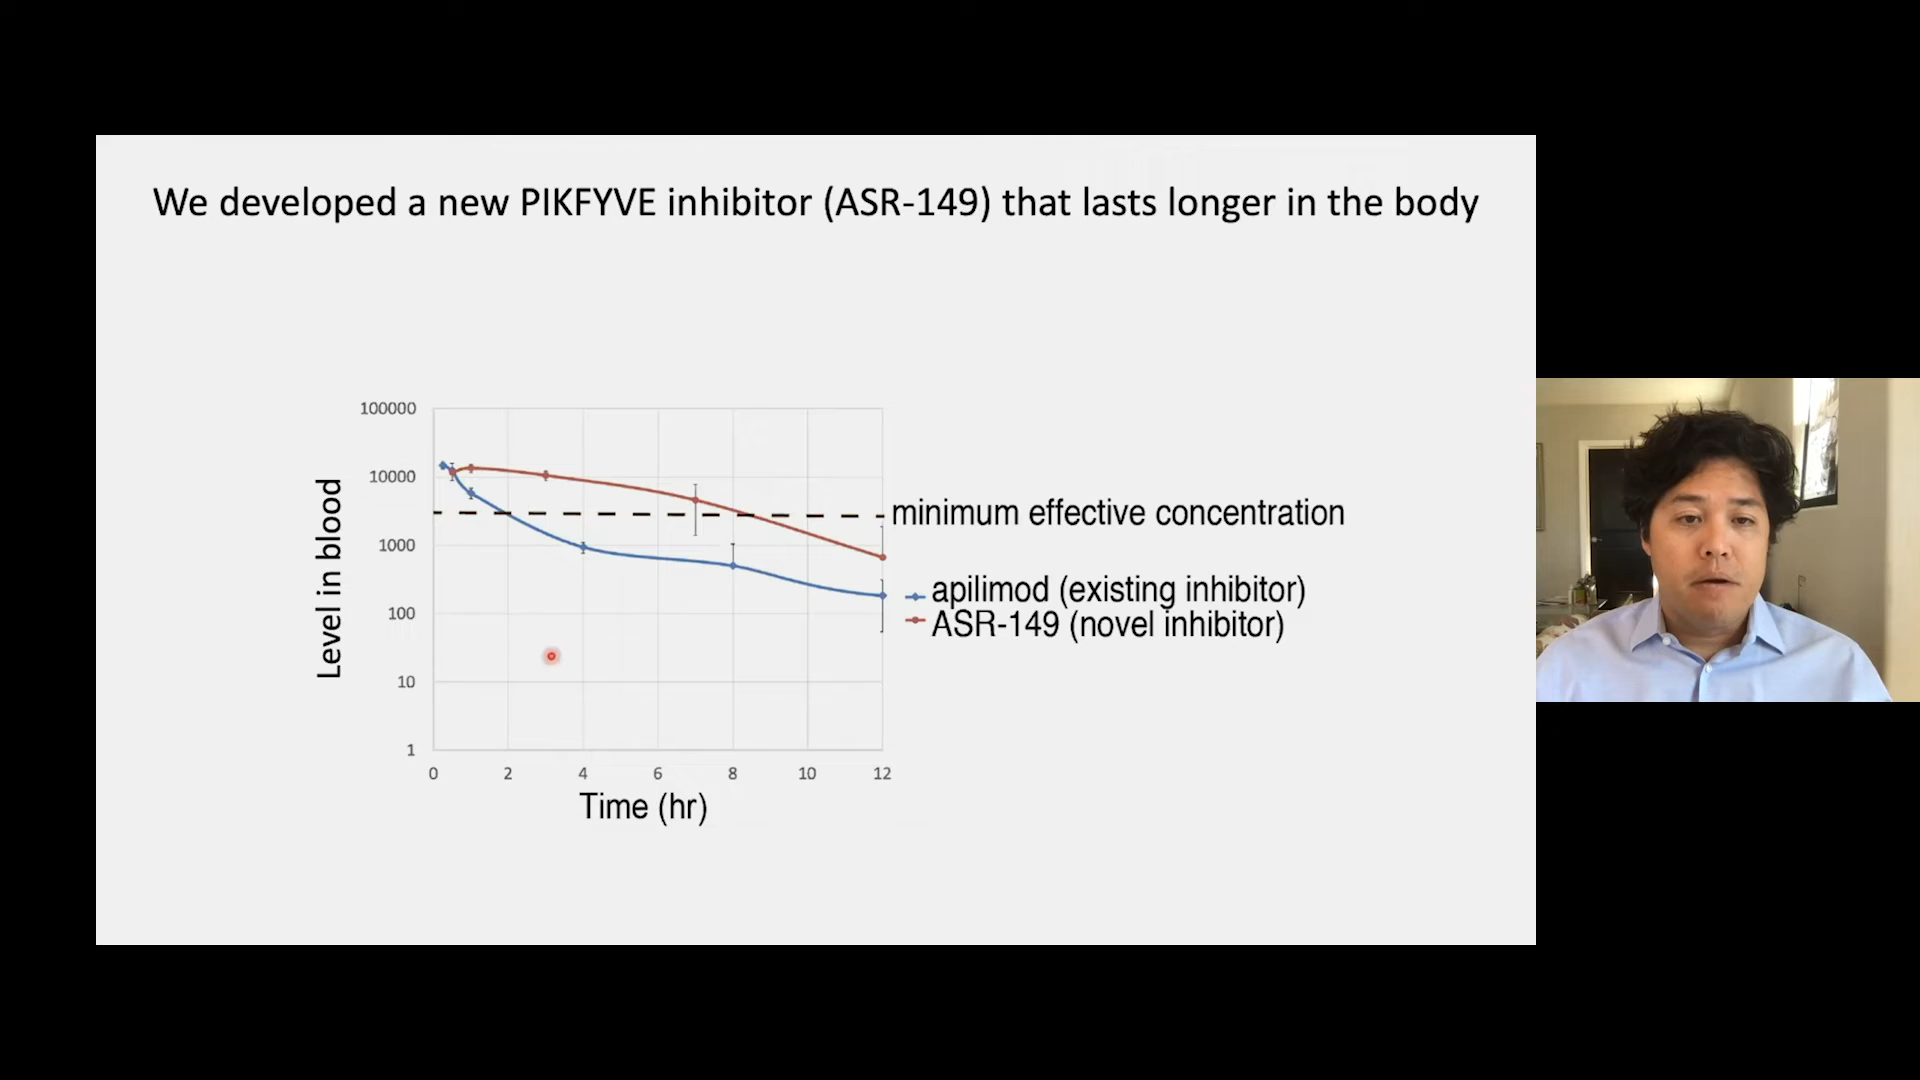 We developed a new PIKFYVE inhibitor (ASR-149) that lasts longer in the body
100000
10000
1000
100
10
1
Level in blood
minimum effective concentration
apilimod (existing inhibitor)
ASR-149 (novel inhibitor)
0 2 4 6 8 10 12
Time (hr)